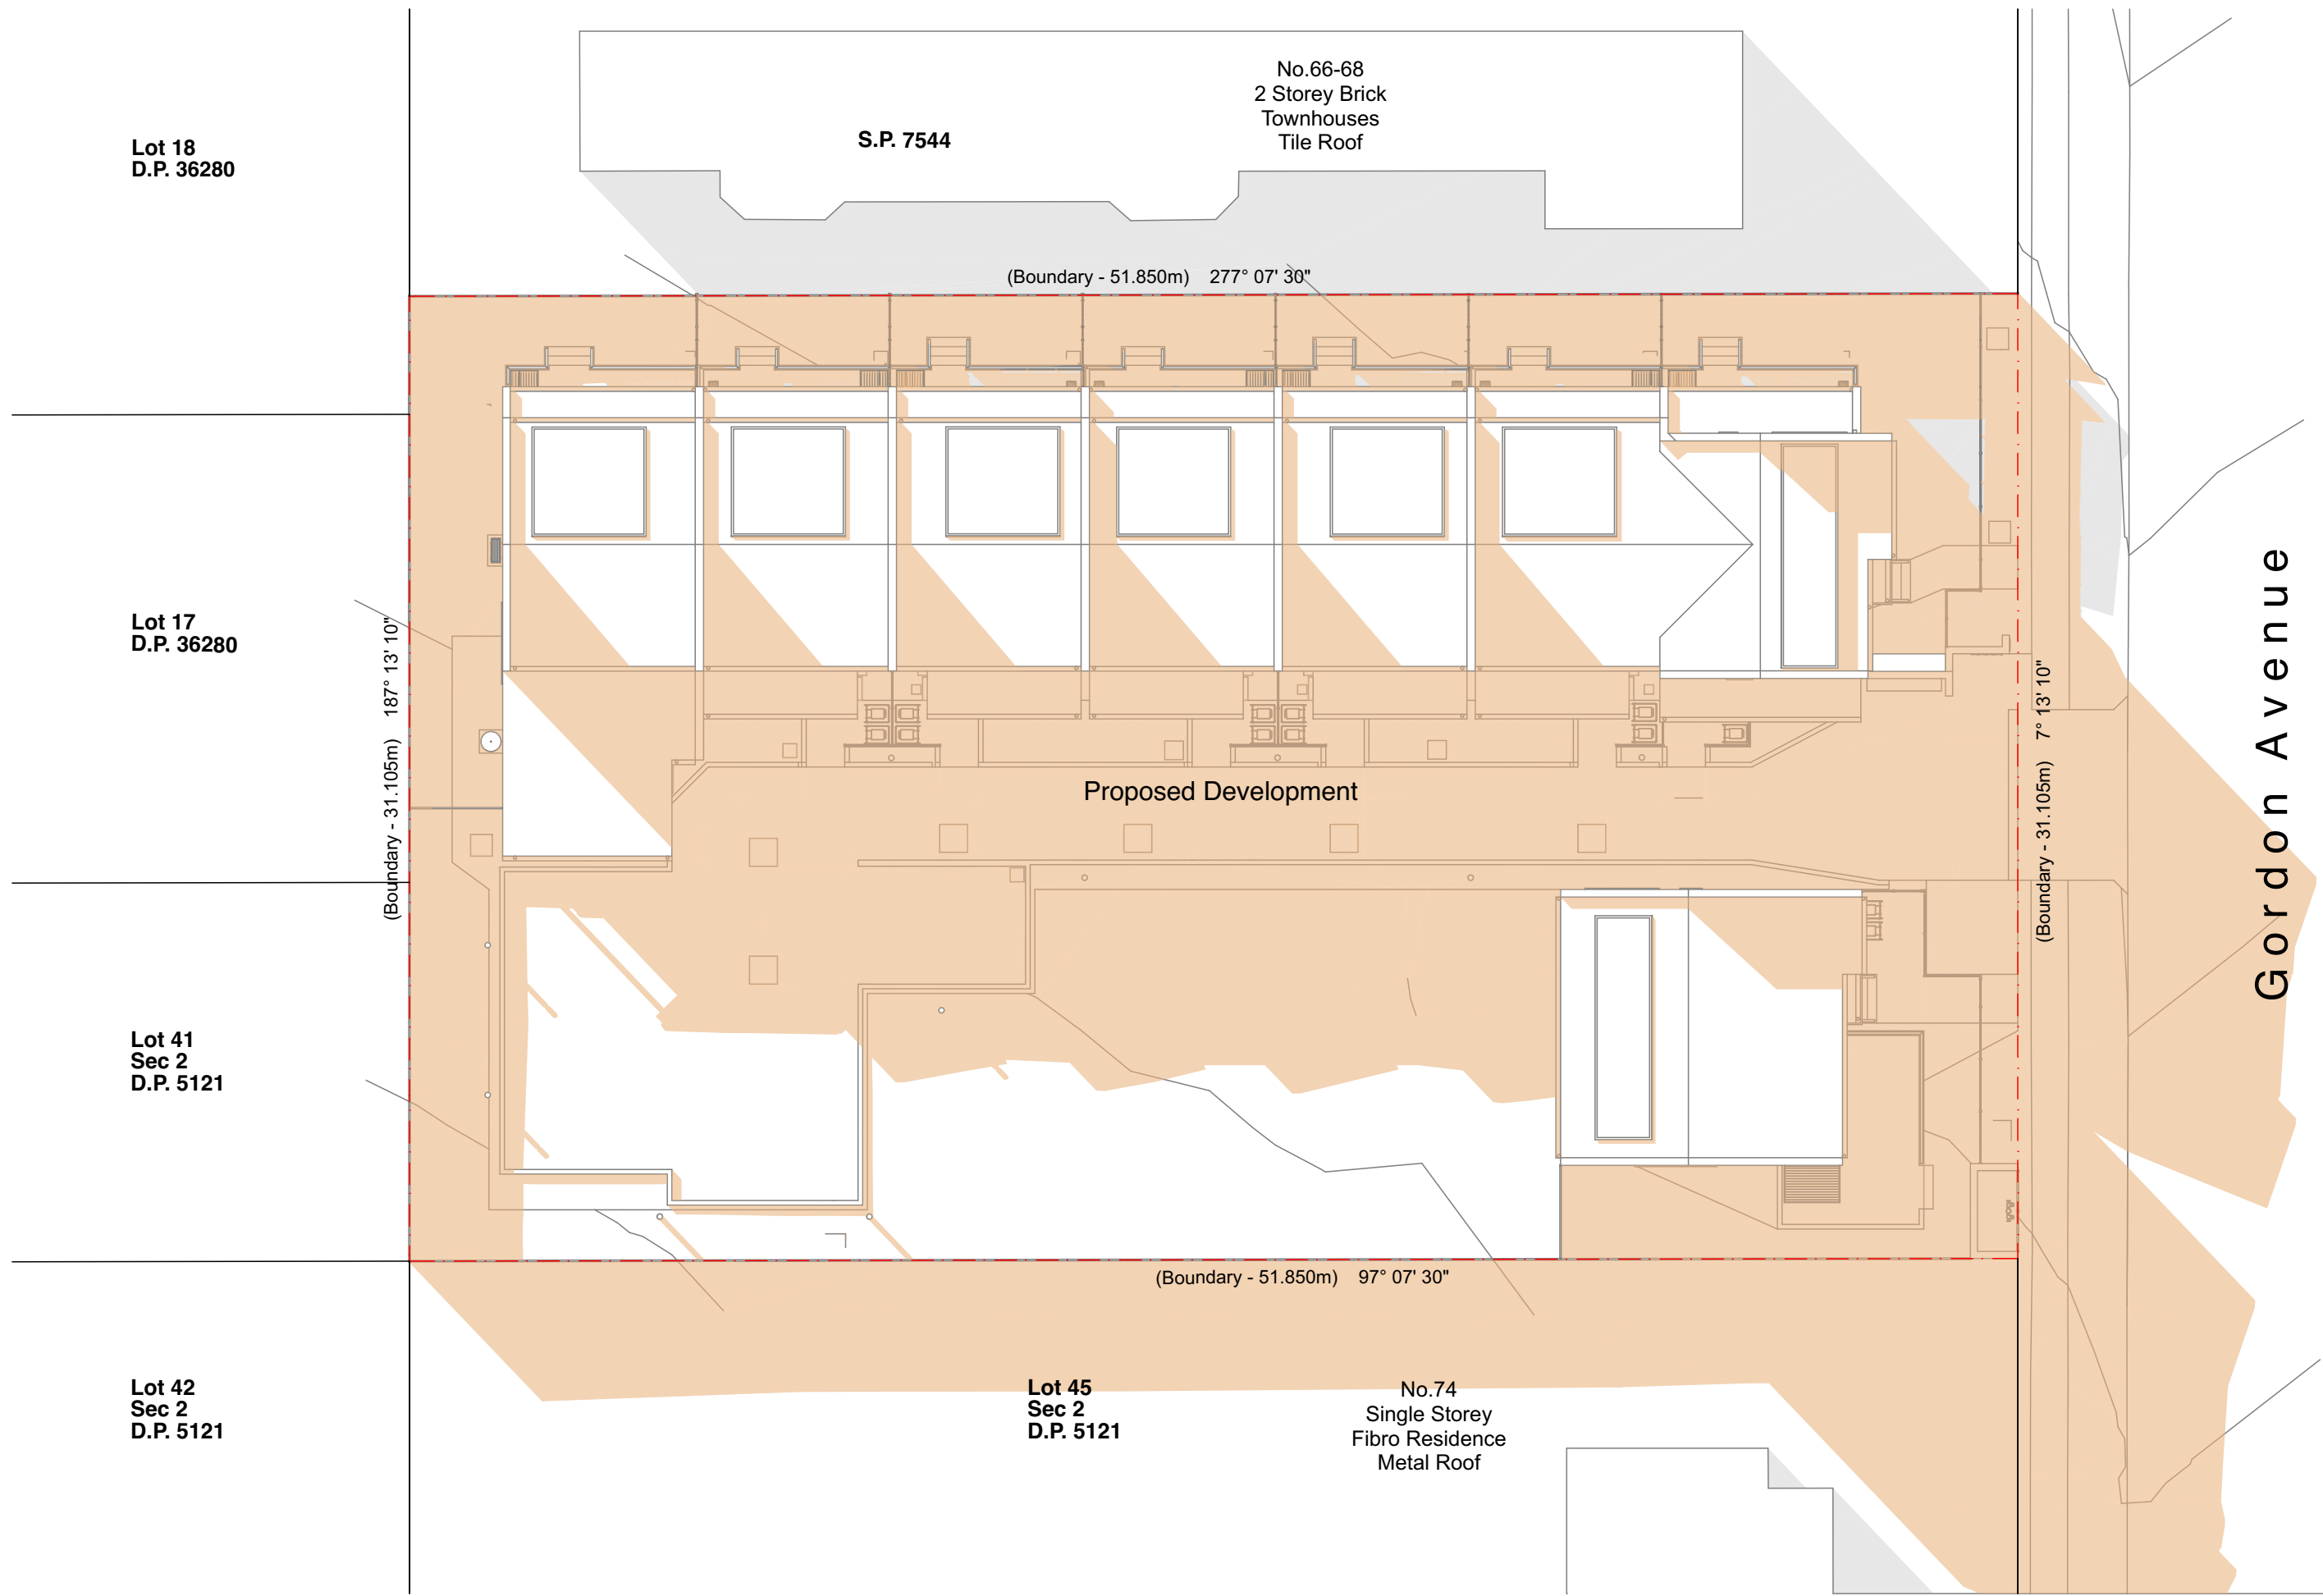 No.66-68
2 Storey Brick
Townhouses
Tile Roof
S.P. 7544
Lot 18
D.P. 36280
(Boundary - 51.850m) 277° 07' 30"
Lot 17
D.P. 36280
(Boundary - 31.105m) 187° 13' 10"
Proposed Development
(Boundary - 31.105m) 7° 13' 10"
Gordon Avenue
Lot 41
Sec 2
D.P. 5121
(Boundary - 51.850m) 97° 07' 30"
Lot 42
Sec 2
D.P. 5121
Lot 45
Sec 2
D.P. 5121
No.74
Single Storey
Fibro Residence
Metal Roof